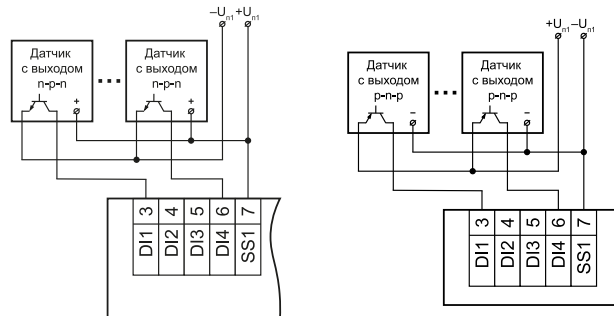 –Uп1 +Uп1
Датчик
с выходом
n-p-n
+
...
Датчик
с выходом
n-p-n
+
3 4 5 6 7
DI1 DI2 DI3 DI4 SS1
+Uп1 –Uп1
Датчик
с выходом
p-n-p
–
...
Датчик
с выходом
p-n-p
–
3 4 5 6 7
DI1 DI2 DI3 DI4 SS1